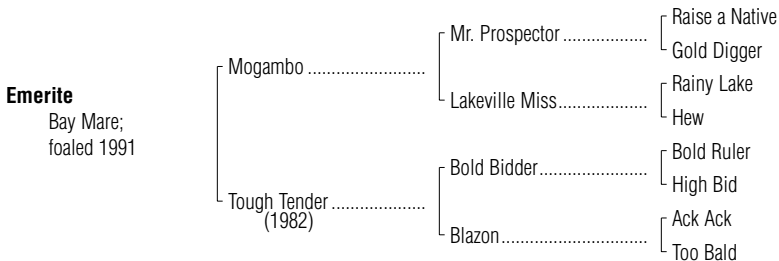 Emerite
Bay Mare;
foaled 1991
Mogambo ........................
Tough Tender ...................
(1982)
Mr. Prospector .................
Lakeville Miss..................
Bold Bidder.....................
Blazon..........................
Raise a Native
Gold Digger
Rainy Lake
Hew
Bold Ruler
High Bid
Ack Ack
Too Bald